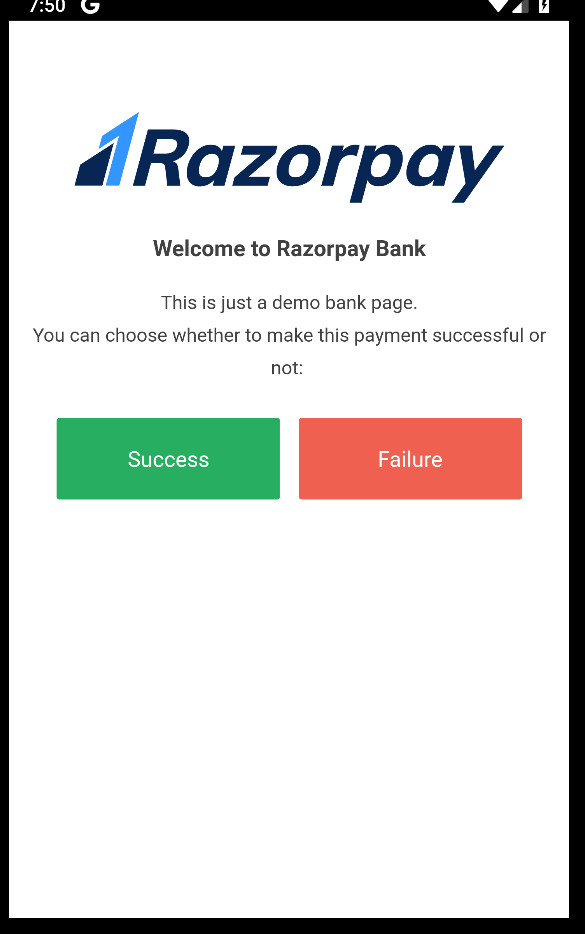 7:50 G
Razorpay
Welcome to Razorpay Bank
This is just a demo bank page.
You can choose whether to make this payment successful or
not:
Success Failure